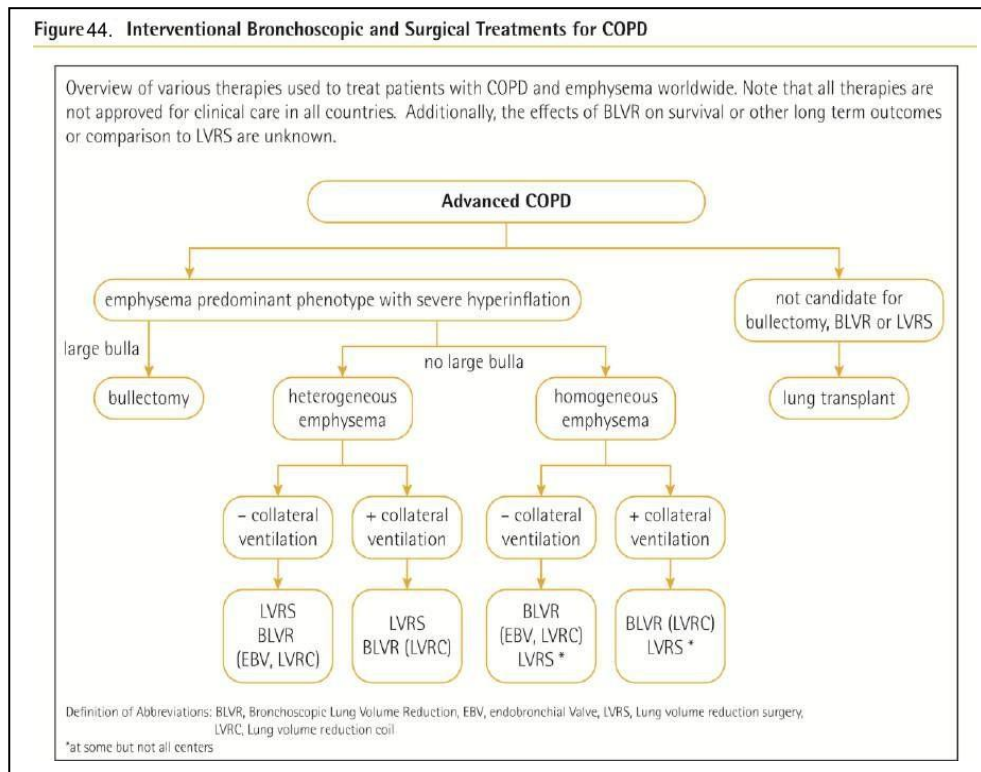 Figure 44. Interventional Bronchoscopic and Surgical Treatments for COPD
Overview of various therapies used to treat patients with COPD and emphysema worldwide. Note that all therapies are
not approved for clinical care in all countries. Additionally, the effects of BLVR on survival or other long term outcomes
or comparison to LVRS are unknown.
Advanced COPD
emphysema predominant phenotype with severe hyperinflation
not candidate for
bullectomy, BLVR or LVRS
large bulla
no large bulla
bullectomy
heterogeneous
emphysema
homogeneous
emphysema
lung transplant
– collateral
ventilation
+ collateral
ventilation
– collateral
ventilation
+ collateral
ventilation
LVRS
BLVR
(EBV, LVRC)
LVRS
BLVR (LVRC)
BLVR
(EBV, LVRC)
LVRS *
BLVR (LVRC)
LVRS *
Definition of Abbreviations: BLVR, Bronchoscopic Lung Volume Reduction, EBV, endobronchial Valve, LVRS, Lung volume reduction surgery,
LVRC, Lung volume reduction coil
*at some but not all centers